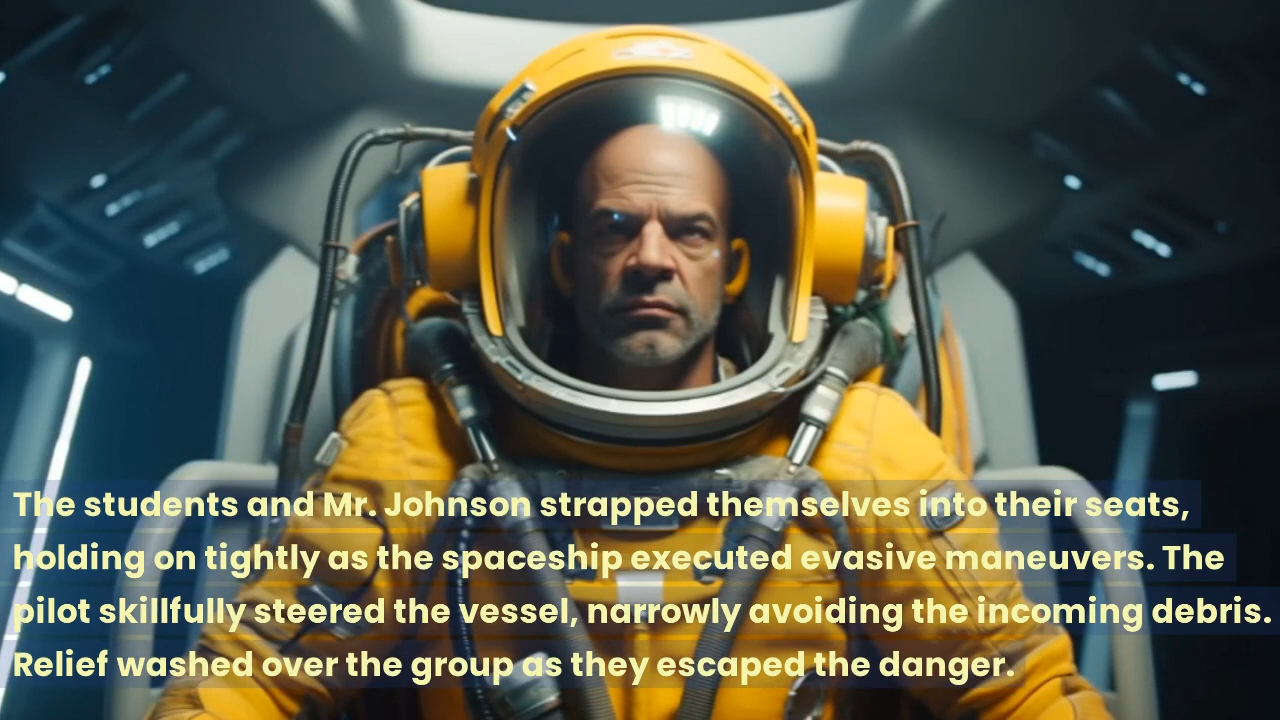 The students and Mr. Johnson strapped themselves into their seats,
holding on tightly as the spaceship executed evasive maneuvers. The
pilot skillfully steered the vessel, narrowly avoiding the incoming debris.
Relief washed over the group as they escaped the danger.